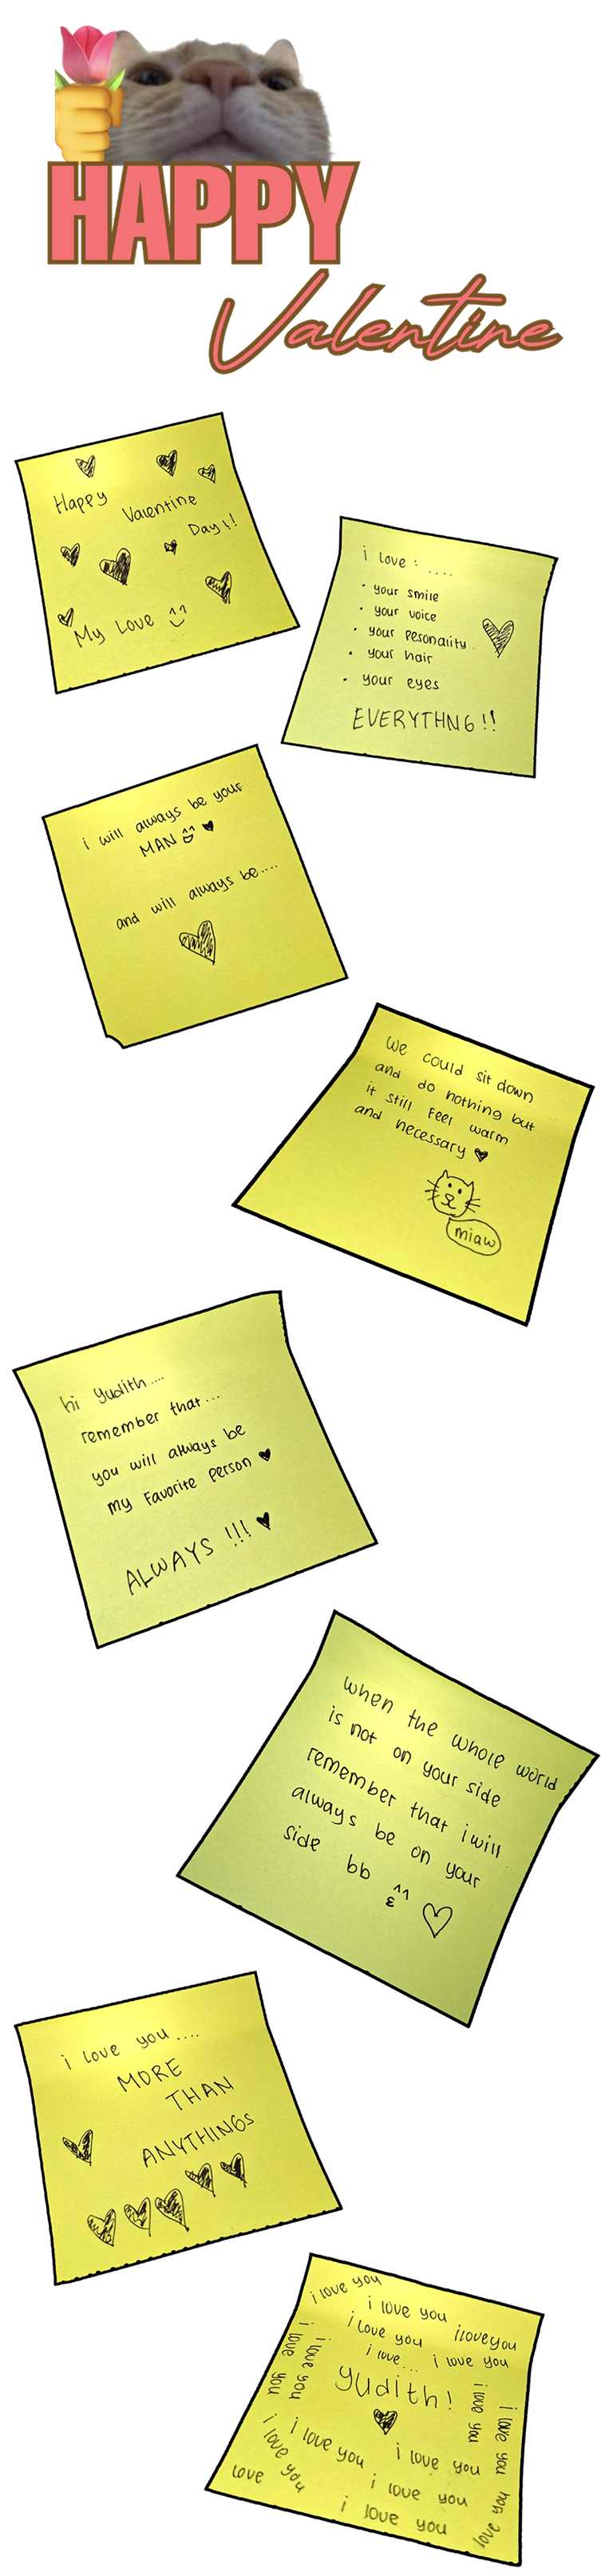 HAPPY
Valentine
Happy Valentine
Day!!
My Love
i love : ....
• your smile
• your voice
• your pesonality
• your hair
• your eyes
EVERYTHNG!!
i will always be your
MAN
and will always be....
We could sit down
and do nothing but
it still feel warm
and necessary
miaw
hi yudith....
remember that...
you will always be
my favorite person
ALWAYS !!!
when the whole world
is not on your side
remember that i will
always be on your
side bb
i love you ....
MORE
THAN
ANYTHINGS
i love you
i love you
i love you iloveyou
i love... i love you
i love you
i love you
yudith!
i love you
i love you
i love you
i love you
i love you
i love you
love
i love you
love you